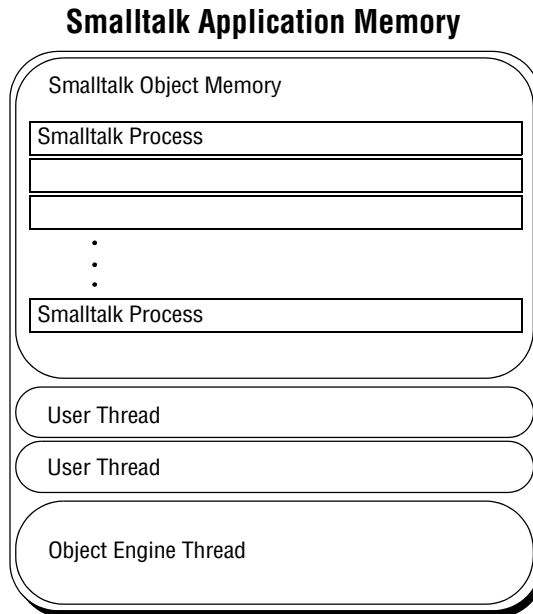 Smalltalk Application Memory
Smalltalk Object Memory
Smalltalk Process
Smalltalk Process
User Thread
User Thread
Object Engine Thread